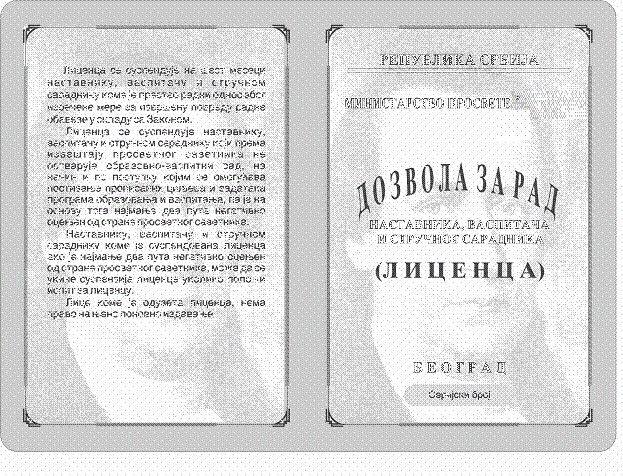 Лиценца се суспендује на шест месеци
наставнику, васпитачу и стручном
сараднику коме је престао радни однос због
изречене мере за извршену повреду радне
обавезе у складу са Законом.
Лиценца се суспендује наставнику,
васпитачу и стручном сараднику који према
извештају просветног саветника не
остварује образовно-васпитни рад, на
начин и по поступку којим се омогућава
постизање прописаних циљева и задатака
програма образовања и васпитања, па је на
основу тога најмање два пута негативно
оцењен од стране просветног саветника.
Наставнику, васпитачу и стручном
сараднику коме је суспендована лиценца
ако је најмање два пута негативно оцењен
од стране просветног саветника, може да се
укине суспензија лиценце уколико положи
испит за лиценцу.
Лице коме је одузета лиценца, нема
право на њено поновно издавање.
РЕПУБЛИКА СРБИЈА
МИНИСТАРСТВО ПРОСВЕТЕ
ДОЗВОЛА ЗА РАД
НАСТАВНИКА, ВАСПИТАЧА
И СТРУЧНОГ САРАДНИКА
(ЛИЦЕНЦА)
БЕОГРАД
Серијски број